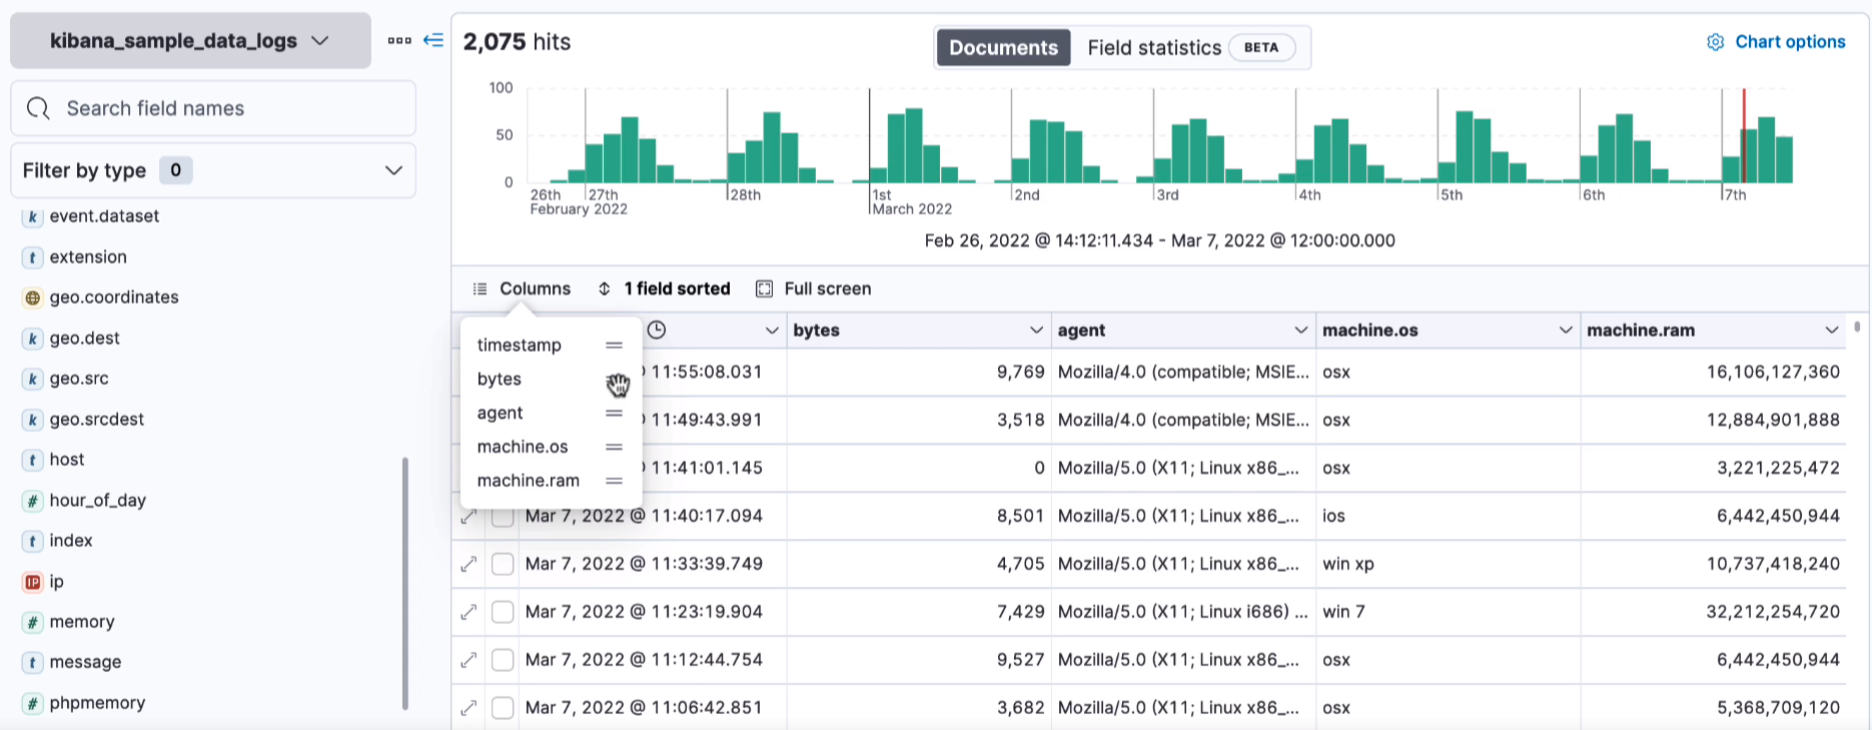 kibana_sample_data_logs
2,075 hits
Documents Field statistics BETA
Chart options
Search field names
Filter by type 0
k event.dataset
t extension
geo.coordinates
k geo.dest
k geo.src
k geo.srcdest
t host
# hour_of_day
t index
IP ip
# memory
t message
# phpmemory
100
50
0
26th 27th 28th 1st 2nd 3rd 4th 5th 6th 7th
February 2022 March 2022
Feb 26, 2022 @ 14:12:11.434 - Mar 7, 2022 @ 12:00:00.000
Columns 1 field sorted Full screen
timestamp
bytes
agent
machine.os
machine.ram
bytes agent machine.os machine.ram
11:55:08.031 9,769 Mozilla/4.0 (compatible; MSIE... osx 16,106,127,360
11:49:43.991 3,518 Mozilla/4.0 (compatible; MSIE... osx 12,884,901,888
11:41:01.145 0 Mozilla/5.0 (X11; Linux x86_... osx 3,221,225,472
Mar 7, 2022 @ 11:40:17.094 8,501 Mozilla/5.0 (X11; Linux x86_... ios 6,442,450,944
Mar 7, 2022 @ 11:33:39.749 4,705 Mozilla/5.0 (X11; Linux x86_... win xp 10,737,418,240
Mar 7, 2022 @ 11:23:19.904 7,429 Mozilla/5.0 (X11; Linux i686) ... win 7 32,212,254,720
Mar 7, 2022 @ 11:12:44.754 9,527 Mozilla/5.0 (X11; Linux x86_... osx 6,442,450,944
Mar 7, 2022 @ 11:06:42.851 3,682 Mozilla/5.0 (X11; Linux x86_... osx 5,368,709,120